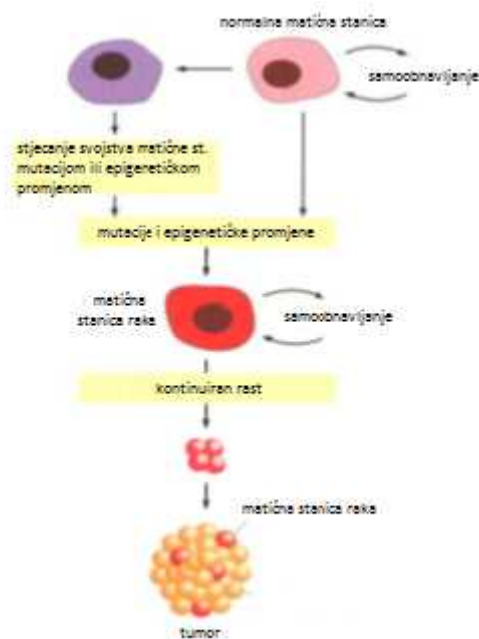 normalna matična stanica
samoobnavljanje
stjecanje svojstva matične st.
mutacijom ili epigenetičkom
promjenom
mutacije i epigenetičke promjene
matična
stanica raka
samoobnavljanje
kontinuiran rast
matična stanica raka
tumor